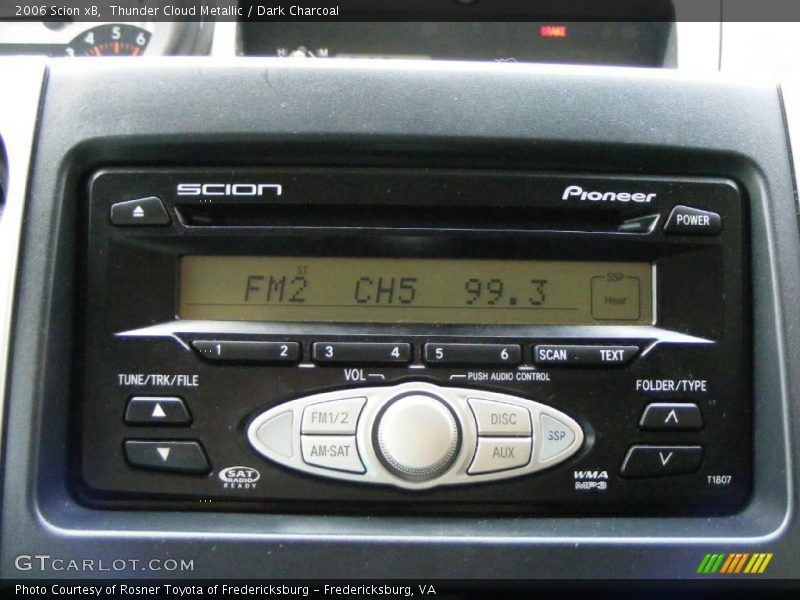 2006 Scion xB, Thunder Cloud Metallic / Dark Charcoal
4 5 6
H M
SCION
Pioneer
POWER
ST
FM2 CH5 99.3
SSP
Hear
1 2 3 4 5 6 SCAN TEXT
VOL PUSH AUDIO CONTROL
TUNE/TRK/FILE
FOLDER/TYPE
FM1/2 DISC
AM·SAT AUX
SSP
SAT
RADIO
READY
WMA
MP3
T1807
GTCARLOT.COM
Photo Courtesy of Rosner Toyota of Fredericksburg – Fredericksburg, VA